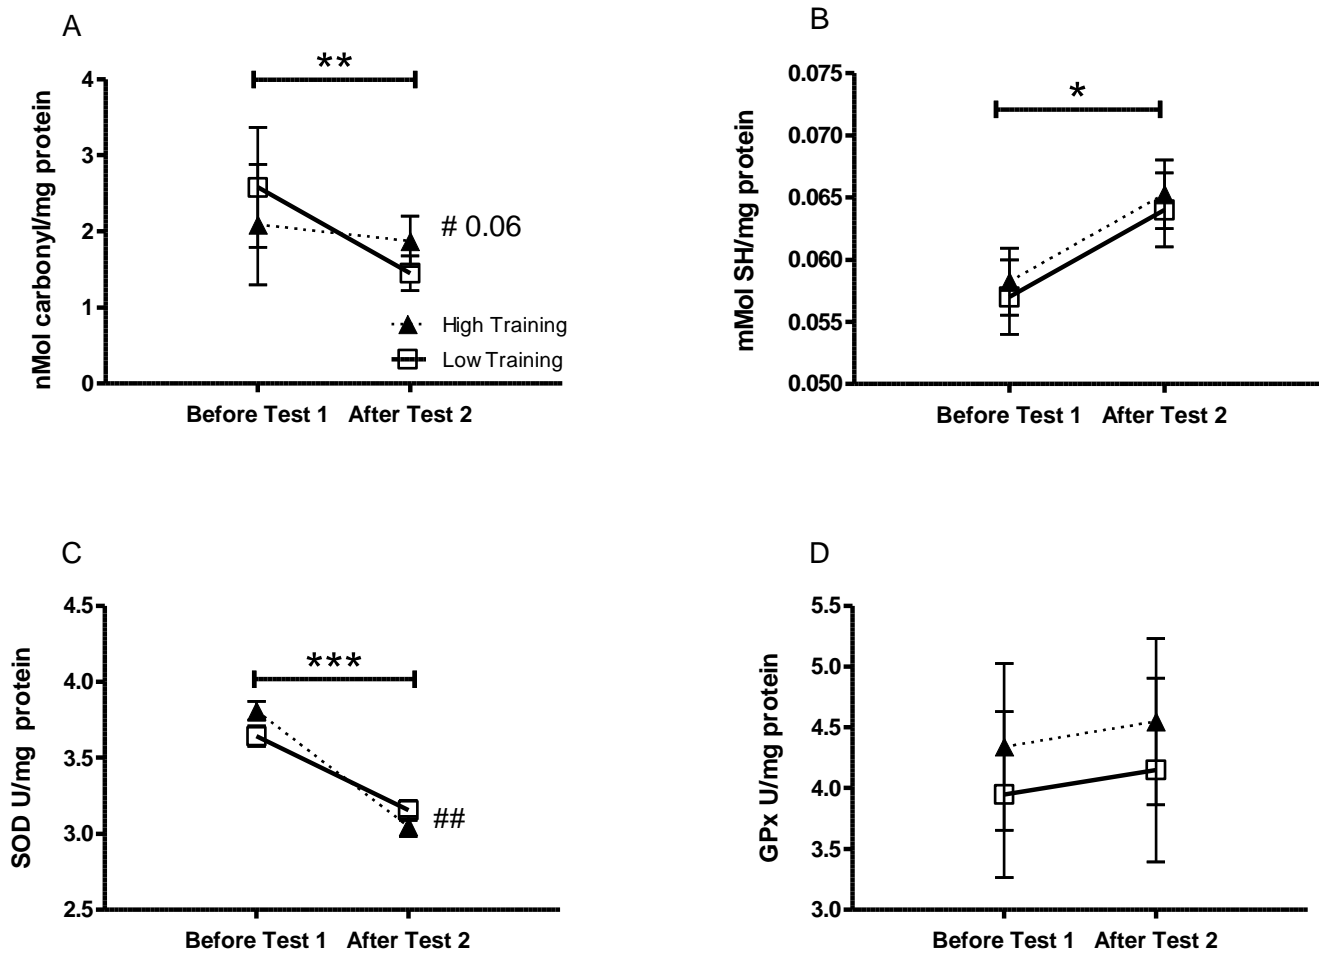 A
**
nMol carbonyl/mg protein
4
3
2
1
0
# 0.06
High Training
Low Training
Before Test 1 After Test 2
B
*
mMol SH/mg protein
0.075
0.070
0.065
0.060
0.055
0.050
Before Test 1 After Test 2
C
***
SOD U/mg protein
4.5
4.0
3.5
3.0
2.5
##
Before Test 1 After Test 2
D
GPx U/mg protein
5.5
5.0
4.5
4.0
3.5
3.0
Before Test 1 After Test 2